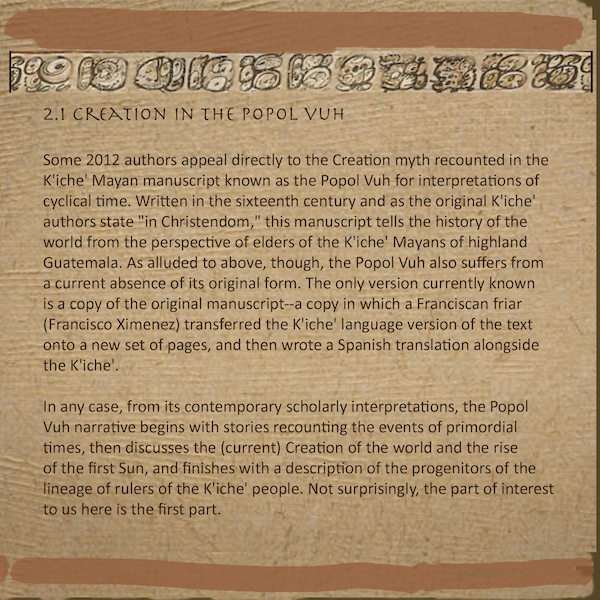 2.1 CREATION IN THE POPOL VUH
Some 2012 authors appeal directly to the Creation myth recounted in the
K'iche' Mayan manuscript known as the Popol Vuh for interpretations of
cyclical time. Written in the sixteenth century and as the original K'iche'
authors state "in Christendom," this manuscript tells the history of the
world from the perspective of elders of the K'iche' Mayans of highland
Guatemala. As alluded to above, though, the Popol Vuh also suffers from
a current absence of its original form. The only version currently known
is a copy of the original manuscript--a copy in which a Franciscan friar
(Francisco Ximenez) transferred the K'iche' language version of the text
onto a new set of pages, and then wrote a Spanish translation alongside
the K'iche'.
In any case, from its contemporary scholarly interpretations, the Popol
Vuh narrative begins with stories recounting the events of primordial
times, then discusses the (current) Creation of the world and the rise
of the first Sun, and finishes with a description of the progenitors of the
lineage of rulers of the K'iche' people. Not surprisingly, the part of interest
to us here is the first part.